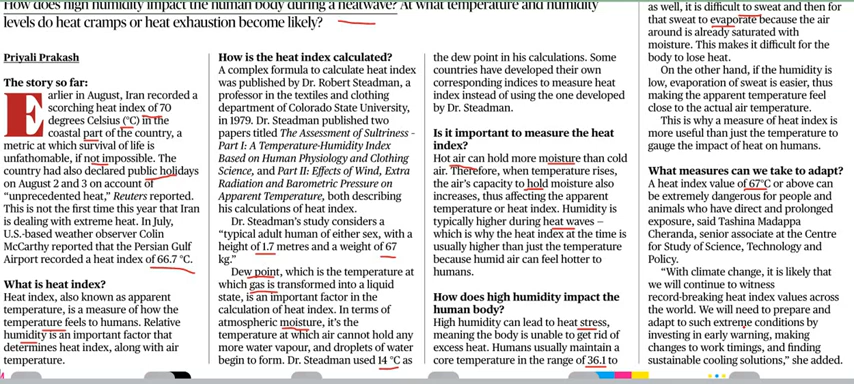 How does high humidity impact the human body during a heatwave? At what temperature and humidity
levels do heat cramps or heat exhaustion become likely?
Priyali Prakash
The story so far:
Earlier in August, Iran recorded a
scorching heat index of 70
degrees Celsius (°C) in the
coastal part of the country, a
metric at which survival of life is
unfathomable, if not impossible. The
country had also declared public holidays
on August 2 and 3 on account of
“unprecedented heat,” Reuters reported.
This is not the first time this year that Iran
is dealing with extreme heat. In July,
U.S.-based weather observer Colin
McCarthy reported that the Persian Gulf
Airport recorded a heat index of 66.7 °C.
What is heat index?
Heat index, also known as apparent
temperature, is a measure of how the
temperature feels to humans. Relative
humidity is an important factor that
determines heat index, along with air
temperature.
How is the heat index calculated?
A complex formula to calculate heat index
was published by Dr. Robert Steadman, a
professor in the textiles and clothing
department of Colorado State University,
in 1979. Dr. Steadman published two
papers titled The Assessment of Sultriness -
Part I: A Temperature-Humidity Index
Based on Human Physiology and Clothing
Science, and Part II: Effects of Wind, Extra
Radiation and Barometric Pressure on
Apparent Temperature, both describing
his calculations of heat index.
Dr. Steadman’s study considers a
“typical adult human of either sex, with a
height of 1.7 metres and a weight of 67
kg.”
Dew point, which is the temperature at
which gas is transformed into a liquid
state, is an important factor in the
calculation of heat index. In terms of
atmospheric moisture, it’s the
temperature at which air cannot hold any
more water vapour, and droplets of water
begin to form. Dr. Steadman used 14 °C as
the dew point in his calculations. Some
countries have developed their own
corresponding indices to measure heat
index instead of using the one developed
by Dr. Steadman.
Is it important to measure the heat
index?
Hot air can hold more moisture than cold
air. Therefore, when temperature rises,
the air’s capacity to hold moisture also
increases, thus affecting the apparent
temperature or heat index. Humidity is
typically higher during heat waves —
which is why the heat index at the time is
usually higher than just the temperature
because humid air can feel hotter to
humans.
How does high humidity impact the
human body?
High humidity can lead to heat stress,
meaning the body is unable to get rid of
excess heat. Humans usually maintain a
core temperature in the range of 36.1 to
as well, it is difficult to sweat and then for
that sweat to evaporate because the air
around is already saturated with
moisture. This makes it difficult for the
body to lose heat.
On the other hand, if the humidity is
low, evaporation of sweat is easier, thus
making the apparent temperature feel
close to the actual air temperature.
This is why a measure of heat index is
more useful than just the temperature to
gauge the impact of heat on humans.
What measures can we take to adapt?
A heat index value of 67°C or above can
be extremely dangerous for people and
animals who have direct and prolonged
exposure, said Tashina Madappa
Cheranda, senior associate at the Centre
for Study of Science, Technology and
Policy.
“With climate change, it is likely that
we will continue to witness
record-breaking heat index values across
the world. We will need to prepare and
adapt to such extreme conditions by
investing in early warning, making
changes to work timings, and finding
sustainable cooling solutions,” she added.